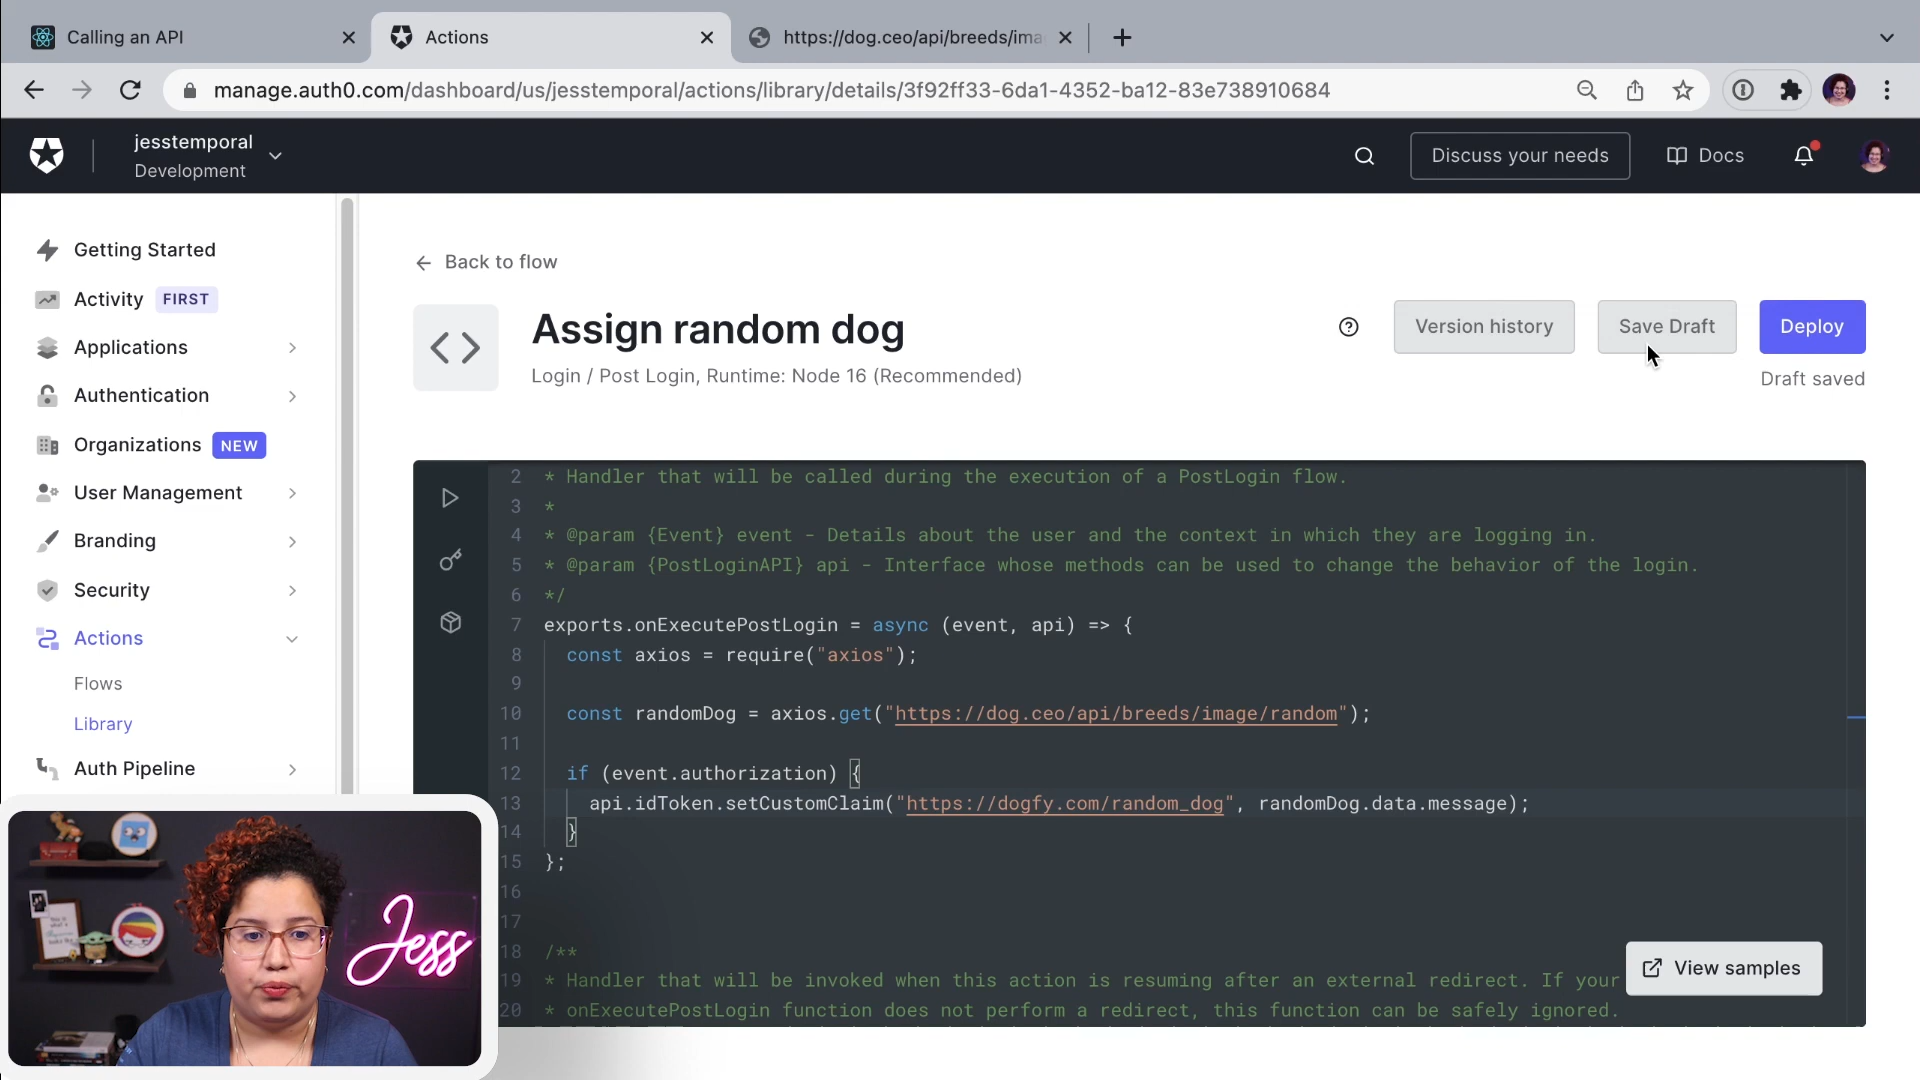 Calling an API
Actions
https://dog.ceo/api/breeds/ima
manage.auth0.com/dashboard/us/jesstemporal/actions/library/details/3f92ff33-6da1-4352-ba12-83e738910684
jesstemporal
Development
Discuss your needs
Docs
Getting Started
Activity FIRST
Applications
Authentication
Organizations NEW
User Management
Branding
Security
Actions
Flows
Library
Auth Pipeline
Back to flow
Assign random dog
Login / Post Login, Runtime: Node 16 (Recommended)
Version history
Save Draft
Deploy
Draft saved
2 * Handler that will be called during the execution of a PostLogin flow.
3 *
4 * @param {Event} event - Details about the user and the context in which they are logging in.
5 * @param {PostLoginAPI} api - Interface whose methods can be used to change the behavior of the login.
6 */
7 exports.onExecutePostLogin = async (event, api) => {
8 const axios = require("axios");
9
10 const randomDog = axios.get("https://dog.ceo/api/breeds/image/random");
11
12 if (event.authorization) {
13 api.idToken.setCustomClaim("https://dogfy.com/random_dog", randomDog.data.message);
14 }
15 };
16
17
18 /**
19 * Handler that will be invoked when this action is resuming after an external redirect. If your
20 * onExecutePostLogin function does not perform a redirect, this function can be safely ignored.
View samples
Jess